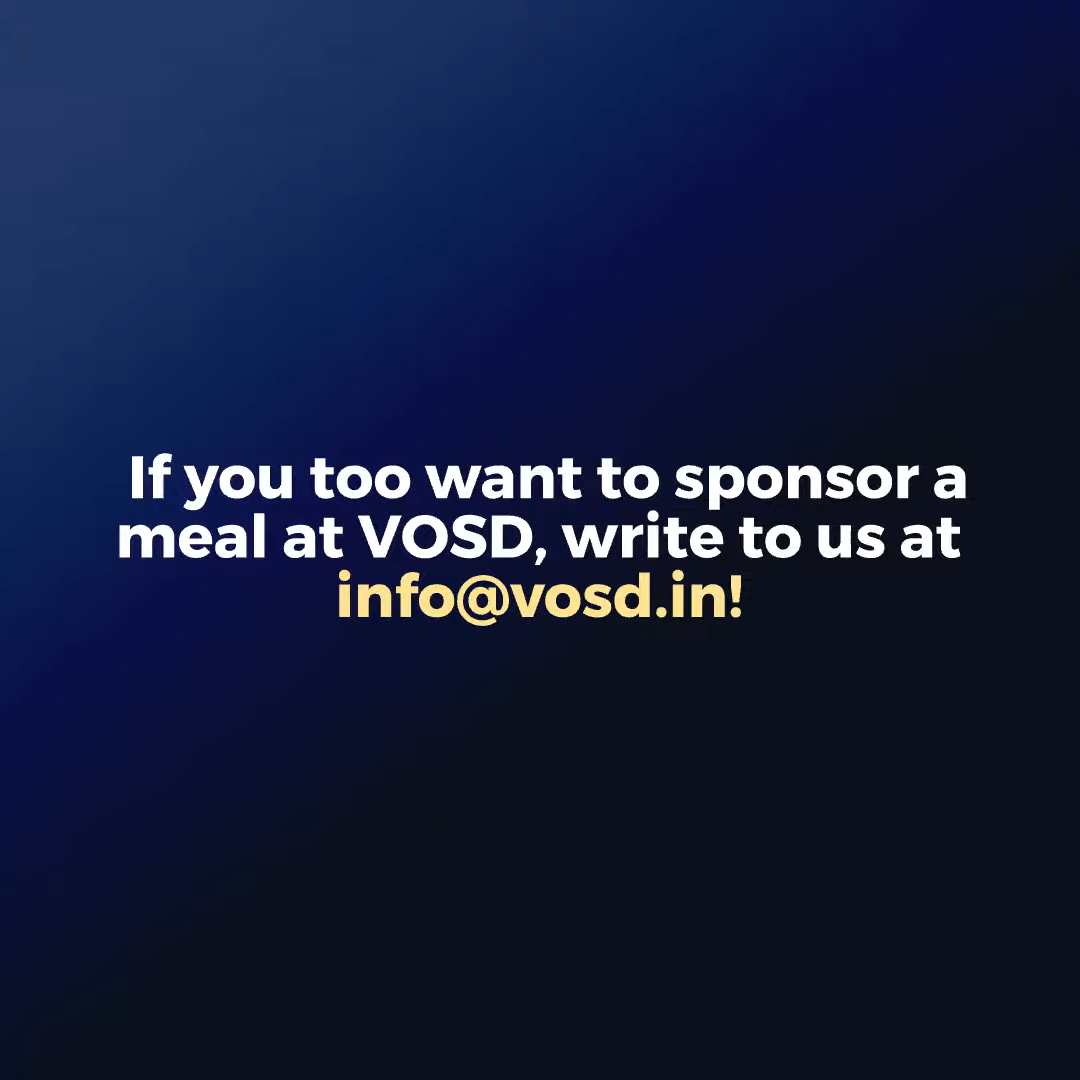 If you too want to sponsor a
meal at VOSD, write to us at
info@vosd.in!